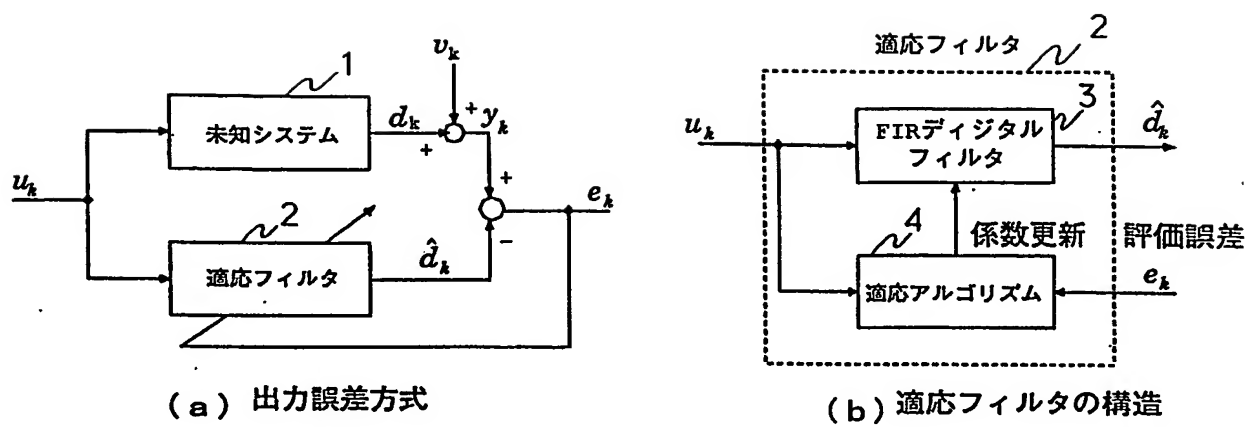 1
未知システム
u_k
d_k
+
v_k
+
y_k
+
−
e_k
2
適応フィルタ
d̂_k
(a) 出力誤差方式
適応フィルタ
2
3
u_k
FIRディジタル
フィルタ
d̂_k
4
係数更新
評価誤差
適応アルゴリズム
e_k
(b) 適応フィルタの構造